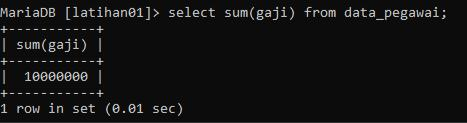 MariaDB [latihan01]> select sum(gaji) from data_pegawai;
+-----------+
| sum(gaji) |
+-----------+
|  10000000 |
+-----------+
1 row in set (0.01 sec)